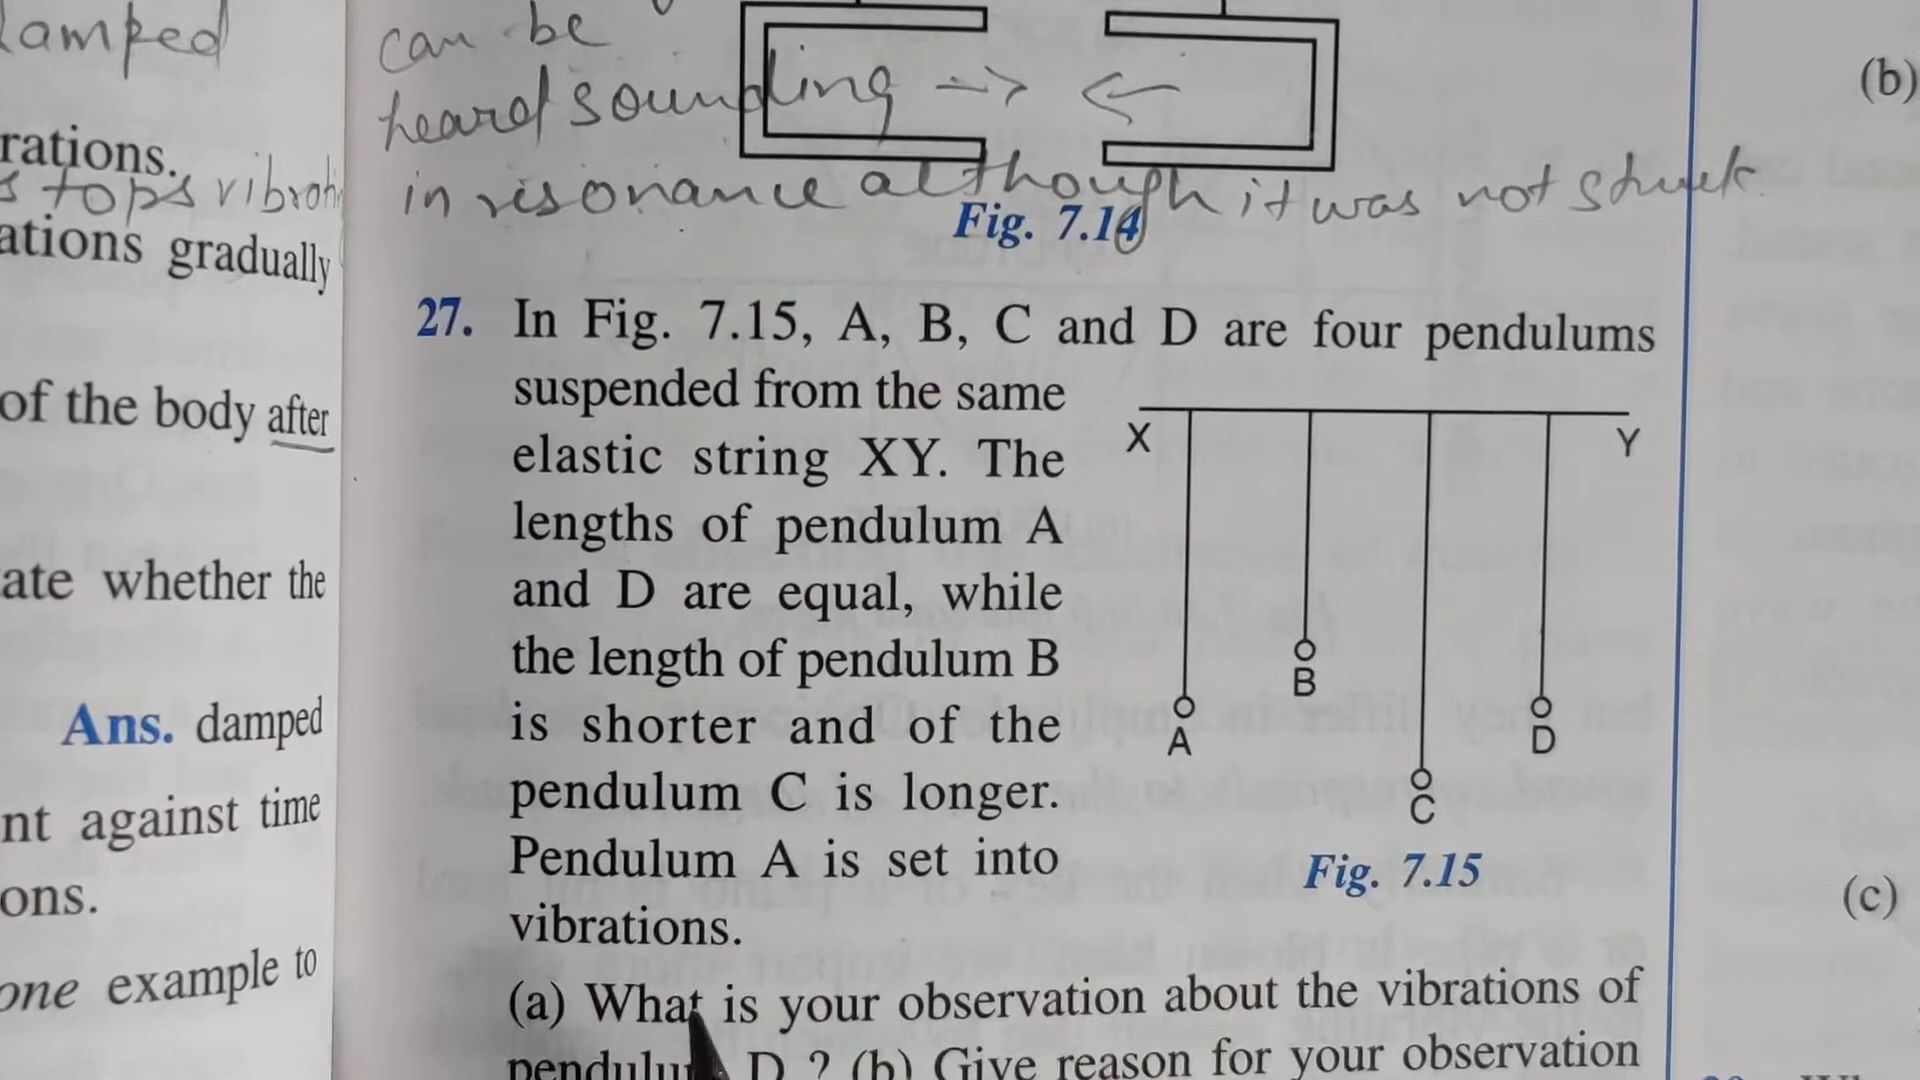 damped
rations.
s tops vibrati
ations gradually
of the body after
ate whether the
Ans. damped
nt against time
ons.
one example to
can be
heard sounding
in resonance although it was not stuck
Fig. 7.14
27. In Fig. 7.15, A, B, C and D are four pendulums
suspended from the same
elastic string XY. The
lengths of pendulum A
and D are equal, while
the length of pendulum B
is shorter and of the
pendulum C is longer.
Pendulum A is set into
vibrations.
X
Y
B
A
D
C
Fig. 7.15
(a) What is your observation about the vibrations of
pendulum D ? (b) Give reason for your observation
(b)
(c)